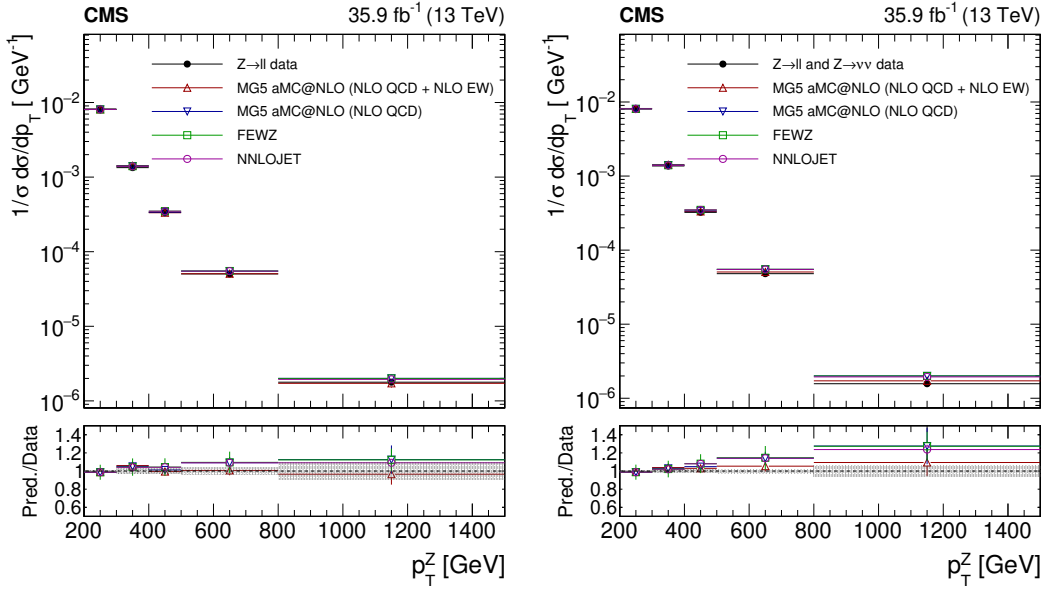 CMS 35.9 fb⁻¹ (13 TeV)
1/σ dσ/dp_T [ GeV⁻¹]
Z→ll data
MG5 aMC@NLO (NLO QCD + NLO EW)
MG5 aMC@NLO (NLO QCD)
FEWZ
NNLOJET
10⁻²
10⁻³
10⁻⁴
10⁻⁵
10⁻⁶
Pred./Data
1.4
1.2
1
0.8
0.6
200 400 600 800 1000 1200 1400
p_T^Z [GeV]
CMS 35.9 fb⁻¹ (13 TeV)
1/σ dσ/dp_T [ GeV⁻¹]
Z→ll and Z→νν data
MG5 aMC@NLO (NLO QCD + NLO EW)
MG5 aMC@NLO (NLO QCD)
FEWZ
NNLOJET
10⁻²
10⁻³
10⁻⁴
10⁻⁵
10⁻⁶
Pred./Data
1.4
1.2
1
0.8
0.6
200 400 600 800 1000 1200 1400
p_T^Z [GeV]